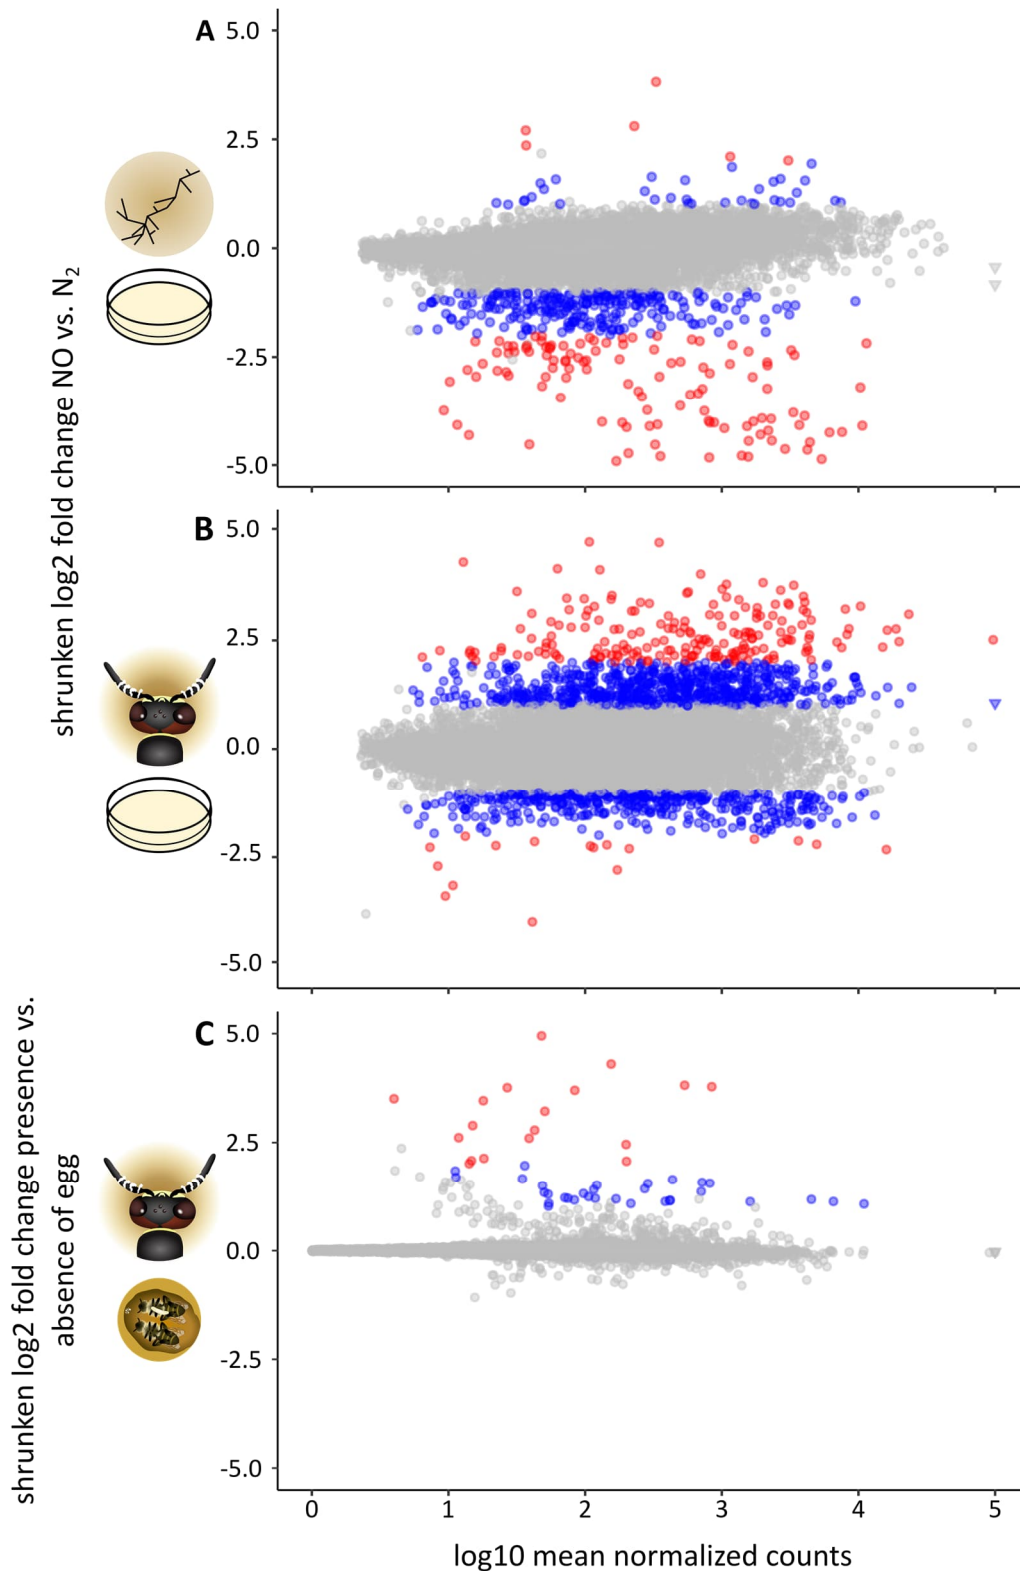 A
5.0
2.5
0.0
-2.5
-5.0
shrunken log2 fold change NO vs. N₂
B
5.0
2.5
0.0
-2.5
-5.0
C
5.0
2.5
0.0
-2.5
-5.0
shrunken log2 fold change presence vs.
absence of egg
0 1 2 3 4 5
log10 mean normalized counts